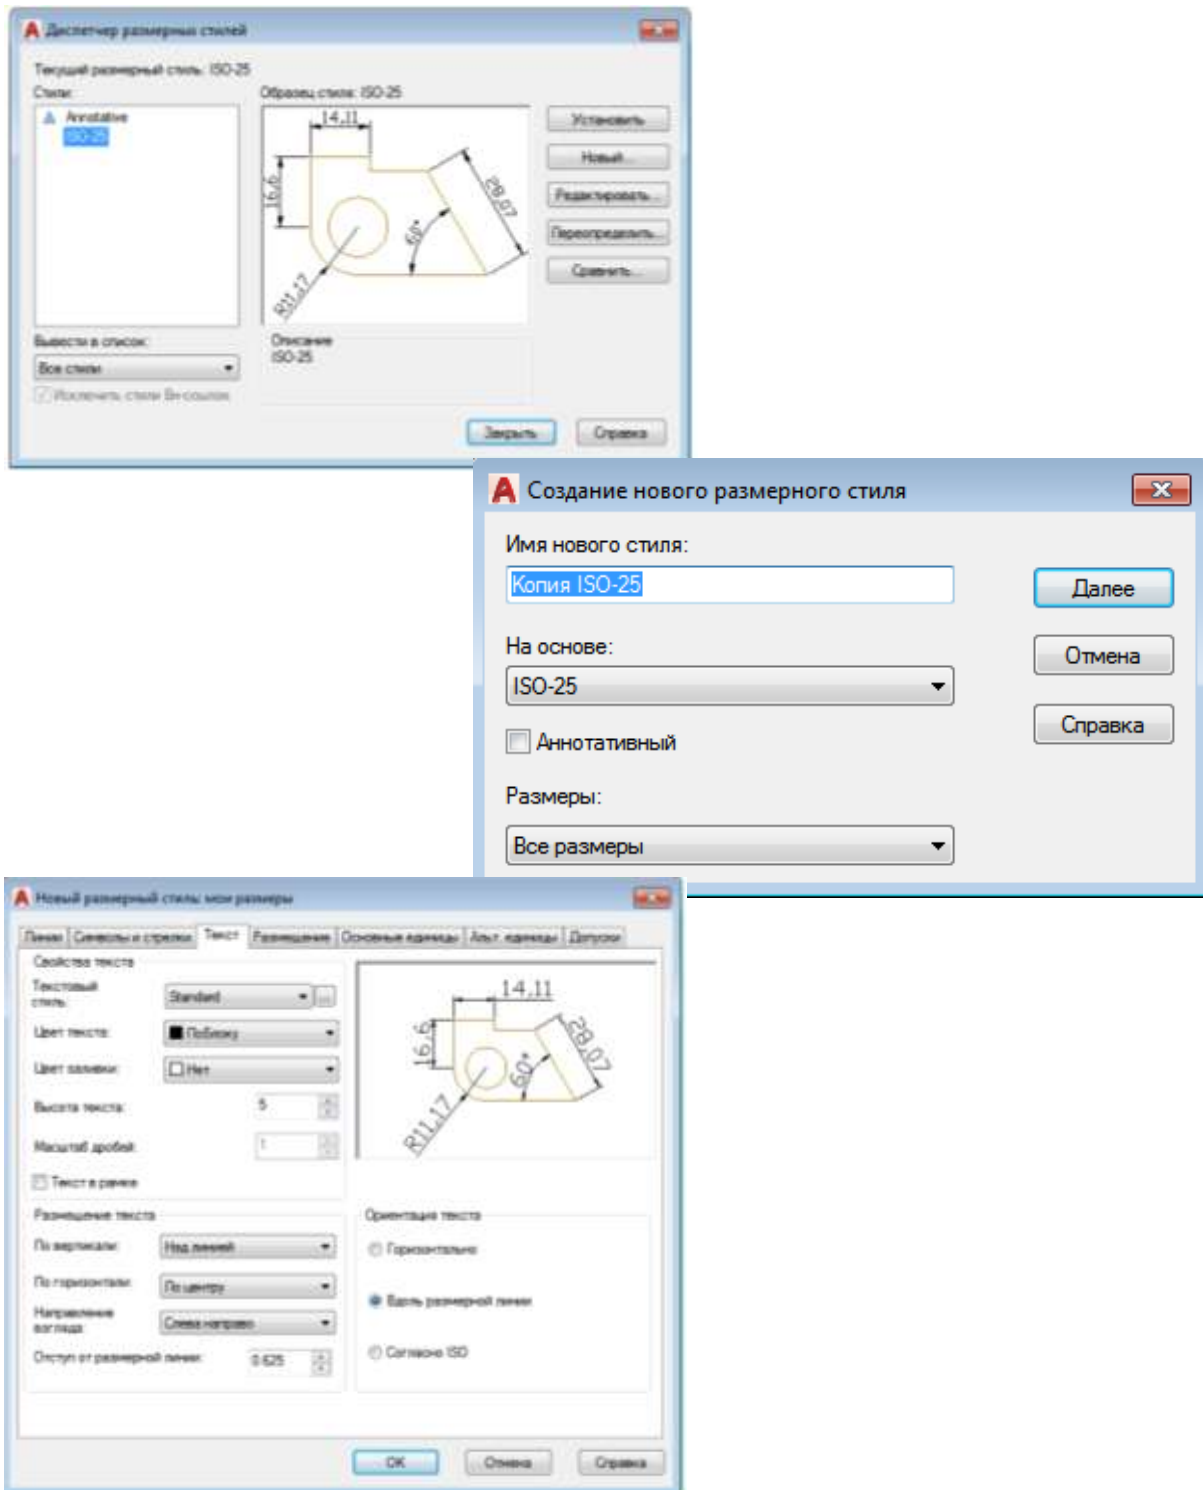 Диспетчер размерных стилей
Текущий размерный стиль: ISO-25
Стили:
Образец стиля: ISO-25
Annotative
ISO-25
14,11
16,6
28,07
60°
R11,17
Установить
Новый...
Редактировать...
Переопределить...
Сравнить...
Вывести в список:
Все стили
Исключить стили Вн-ссылок
Описание
ISO-25
Закрыть
Справка
Создание нового размерного стиля
Имя нового стиля:
Копия ISO-25
Далее
На основе:
Отмена
ISO-25
Справка
Аннотативный
Размеры:
Все размеры
Новый размерный стиль: мои размеры
Линии Символы и стрелки Текст Размещение Основные единицы Альт. единицы Допуски
Свойства текста
Текстовый стиль:
Standard
...
Цвет текста:
ПоБлоку
Цвет заливки:
Нет
Высота текста:
5
Масштаб дробей:
1
Текст в рамке
14,11
16,6
28,07
60°
R11,17
Размещение текста
По вертикали:
Над линией
По горизонтали:
По центру
Направление взгляда:
Слева направо
Отступ от размерной линии:
0.625
Ориентация текста
Горизонтально
Вдоль размерной линии
Согласно ISO
OK
Отмена
Справка